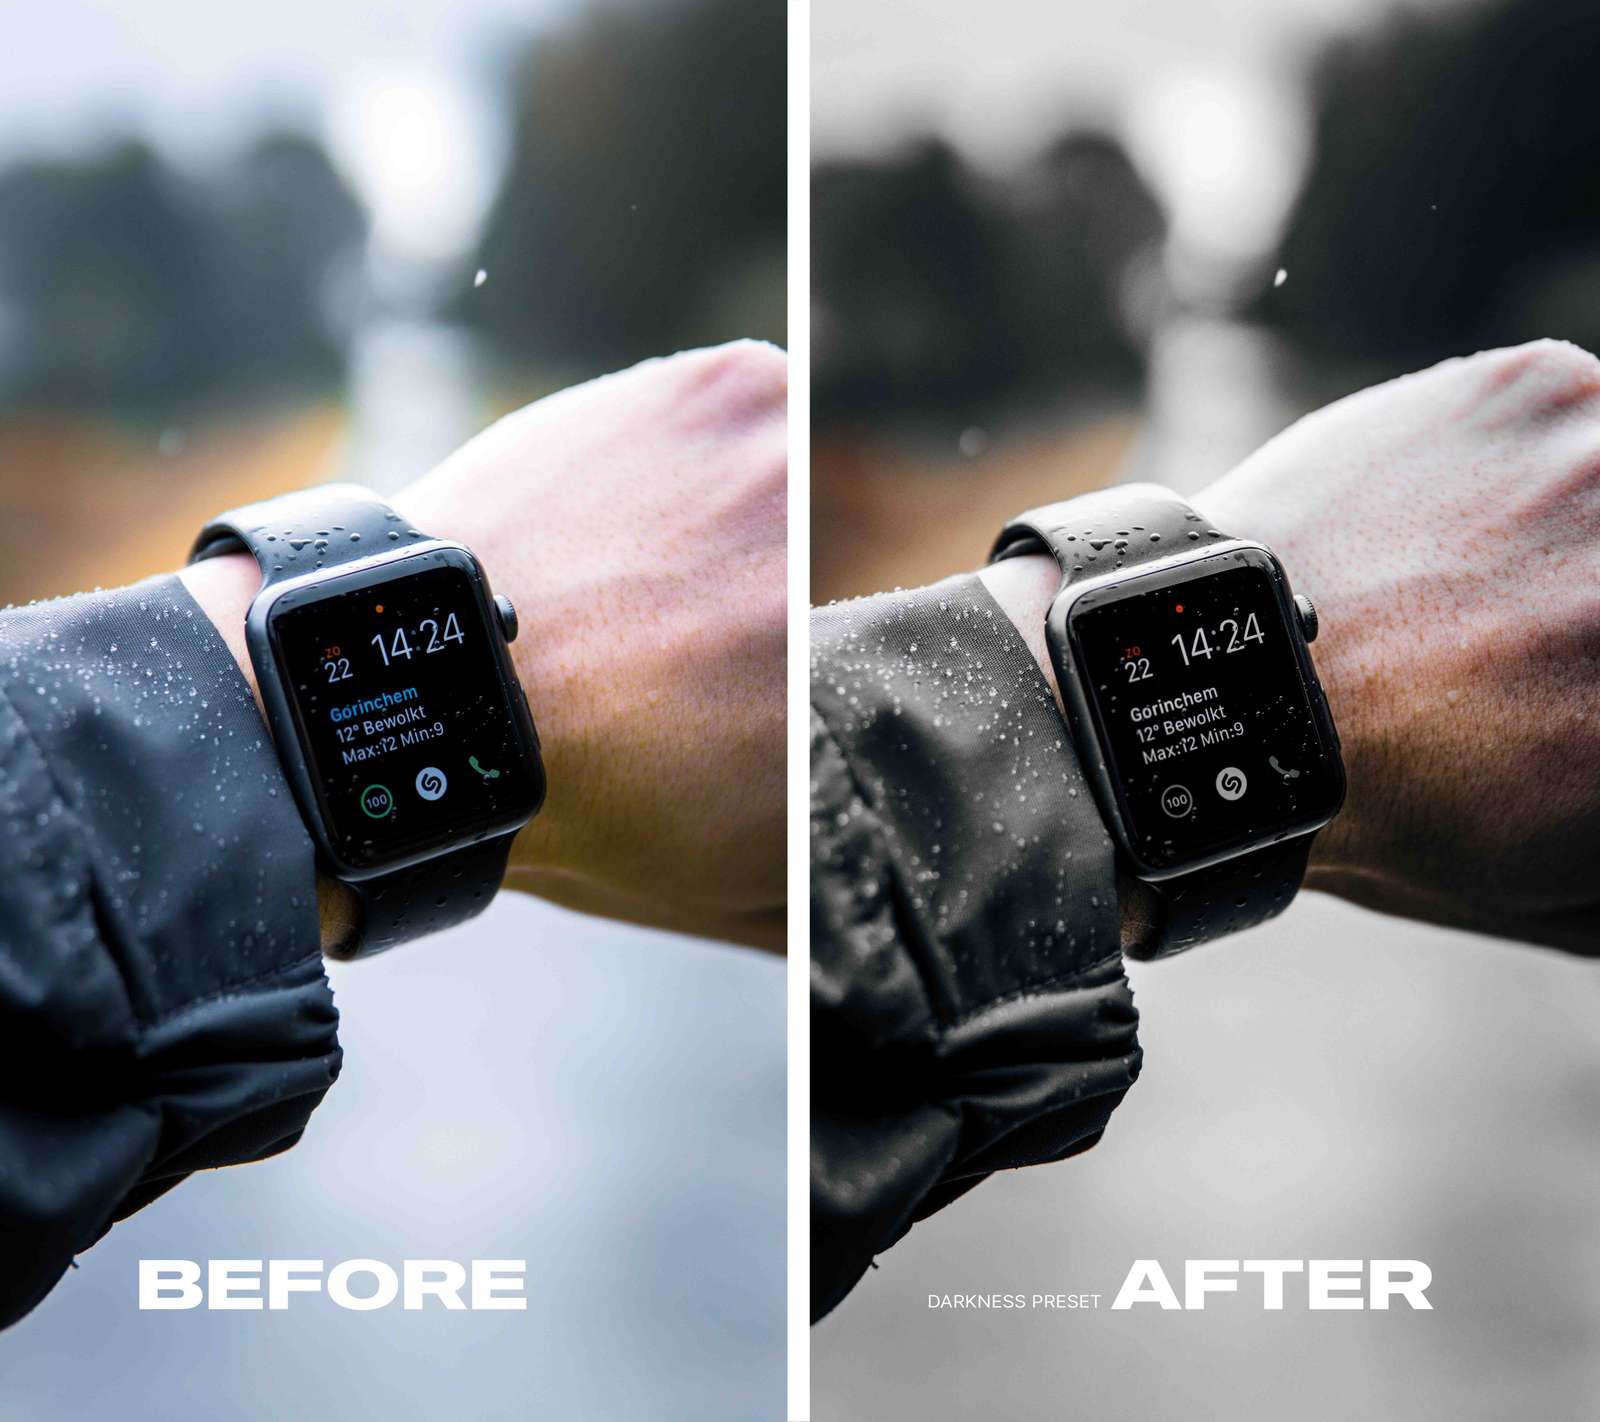 ZO
22
14:24
Gorinchem
12° Bewolkt
Max:12 Min:9
100
BEFORE
ZO
22
14:24
Gorinchem
12° Bewolkt
Max:12 Min:9
100
DARKNESS PRESET AFTER